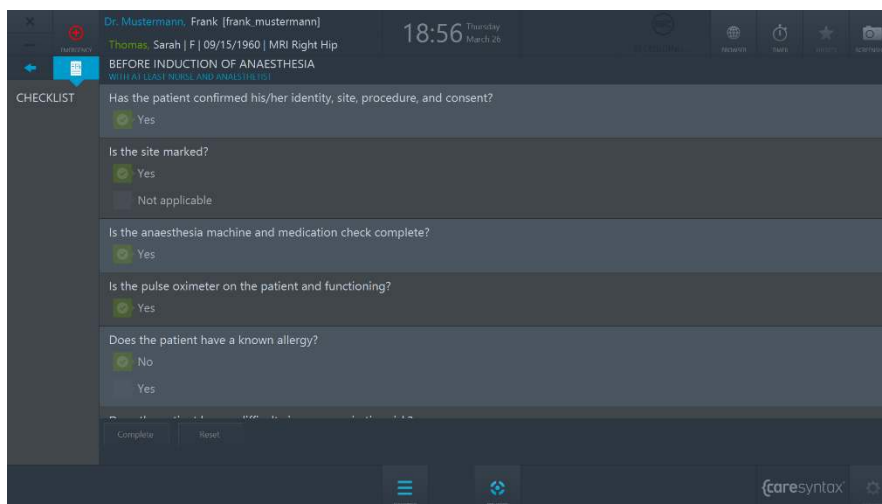 Dr. Mustermann, Frank [frank_mustermann]
EMERGENCY
Thomas, Sarah | F | 09/15/1960 | MRI Right Hip
18:56 Thursday
March 26
BEFORE INDUCTION OF ANAESTHESIA
WITH AT LEAST NURSE AND ANAESTHETIST
CHECKLIST
Has the patient confirmed his/her identity, site, procedure, and consent?
Yes
Is the site marked?
Yes
Not applicable
Is the anaesthesia machine and medication check complete?
Yes
Is the pulse oximeter on the patient and functioning?
Yes
Does the patient have a known allergy?
No
Yes
Complete
Reset
{caresyntax